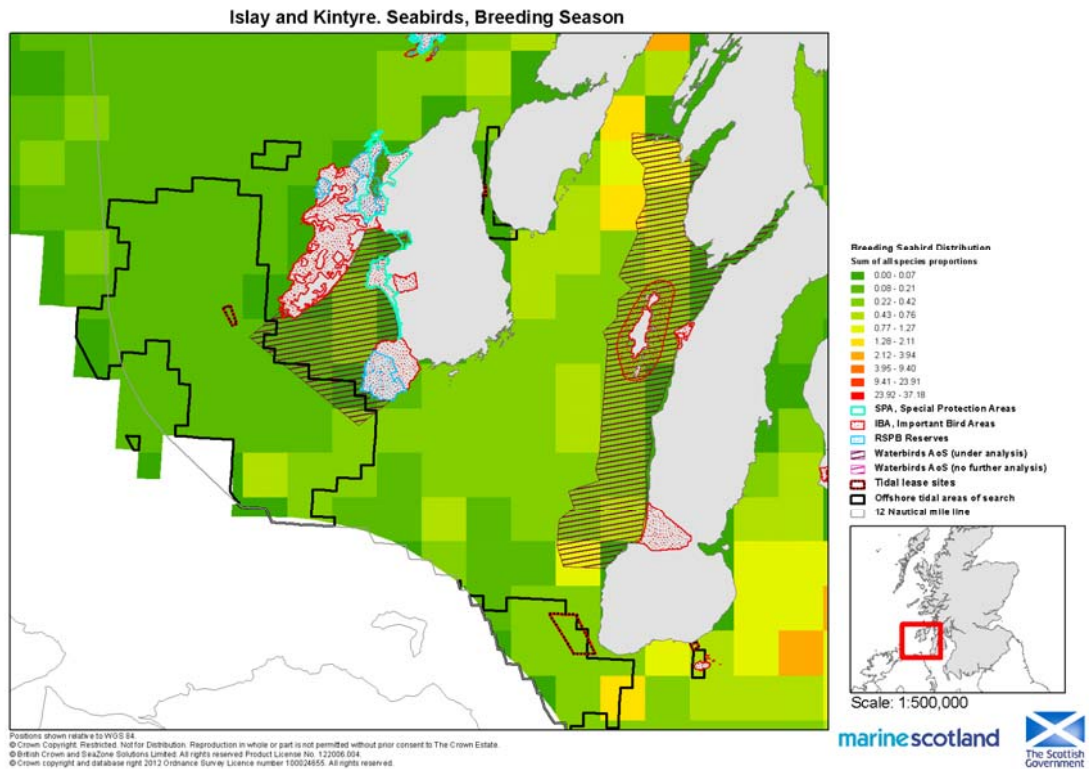 Islay and Kintyre. Seabirds, Breeding Season
Breeding Seabird Distribution
Sum of all species proportions
0.00 - 0.07
0.08 - 0.21
0.22 - 0.42
0.43 - 0.76
0.77 - 1.27
1.28 - 2.11
2.12 - 3.94
3.95 - 9.40
9.41 - 23.91
23.92 - 37.18
SPA, Special Protection Areas
IBA, Important Bird Areas
RSPB Reserves
Waterbirds AoS (under analysis)
Waterbirds AoS (no further analysis)
Tidal lease sites
Offshore tidal areas of search
12 Nautical mile line
Scale: 1:500,000
marinescotland
The Scottish
Government
Positions shown relative to WGS 84.
© Crown Copyright. Restricted. Not for Distribution. Reproduction in whole or part is not permitted without prior consent to The Crown Estate.
© British Crown and SeaZone Solutions Limited. All rights reserved Product License No. 122006.004.
© Crown copyright and database right 2012 Ordnance Survey Licence number 100024655. All rights reserved.